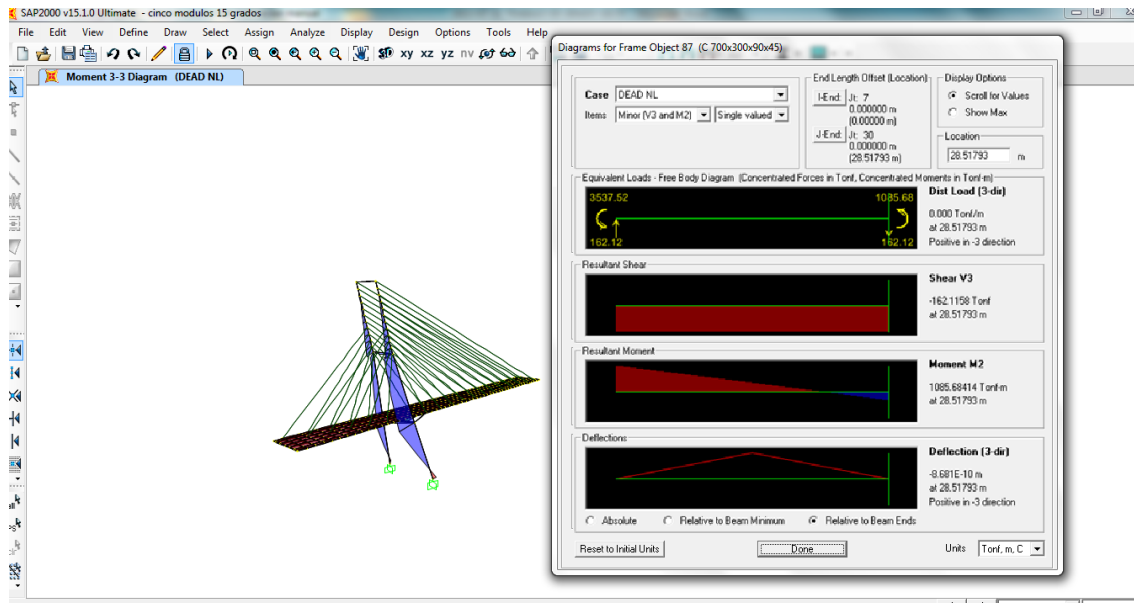 SAP2000 v15.1.0 Ultimate - cinco modulos 15 grados
File Edit View Define Draw Select Assign Analyze Display Design Options Tools Help
xy xz yz nv
Moment 3-3 Diagram (DEAD NL)
Diagrams for Frame Object 87 (C 700x300x90x45)
Case DEAD NL
Items Minor (V3 and M2) Single valued
End Length Offset (Location)
I-End: Jt: 7
0.000000 m
(0.00000 m)
J-End: Jt: 30
0.000000 m
(28.51793 m)
Display Options
Scroll for Values
Show Max
Location
28.51793 m
Equivalent Loads - Free Body Diagram (Concentrated Forces in Tonf, Concentrated Moments in Tonf-m)
3537.52 1085.68
162.12 162.12
Dist Load (3-dir)
0.000 Tonf/m
at 28.51793 m
Positive in -3 direction
Resultant Shear
Shear V3
-162.1158 Tonf
at 28.51793 m
Resultant Moment
Moment M2
1085.68414 Tonf-m
at 28.51793 m
Deflections
Deflection (3-dir)
-8.681E-10 m
at 28.51793 m
Positive in -3 direction
Absolute Relative to Beam Minimum Relative to Beam Ends
Reset to Initial Units Done Units Tonf, m, C